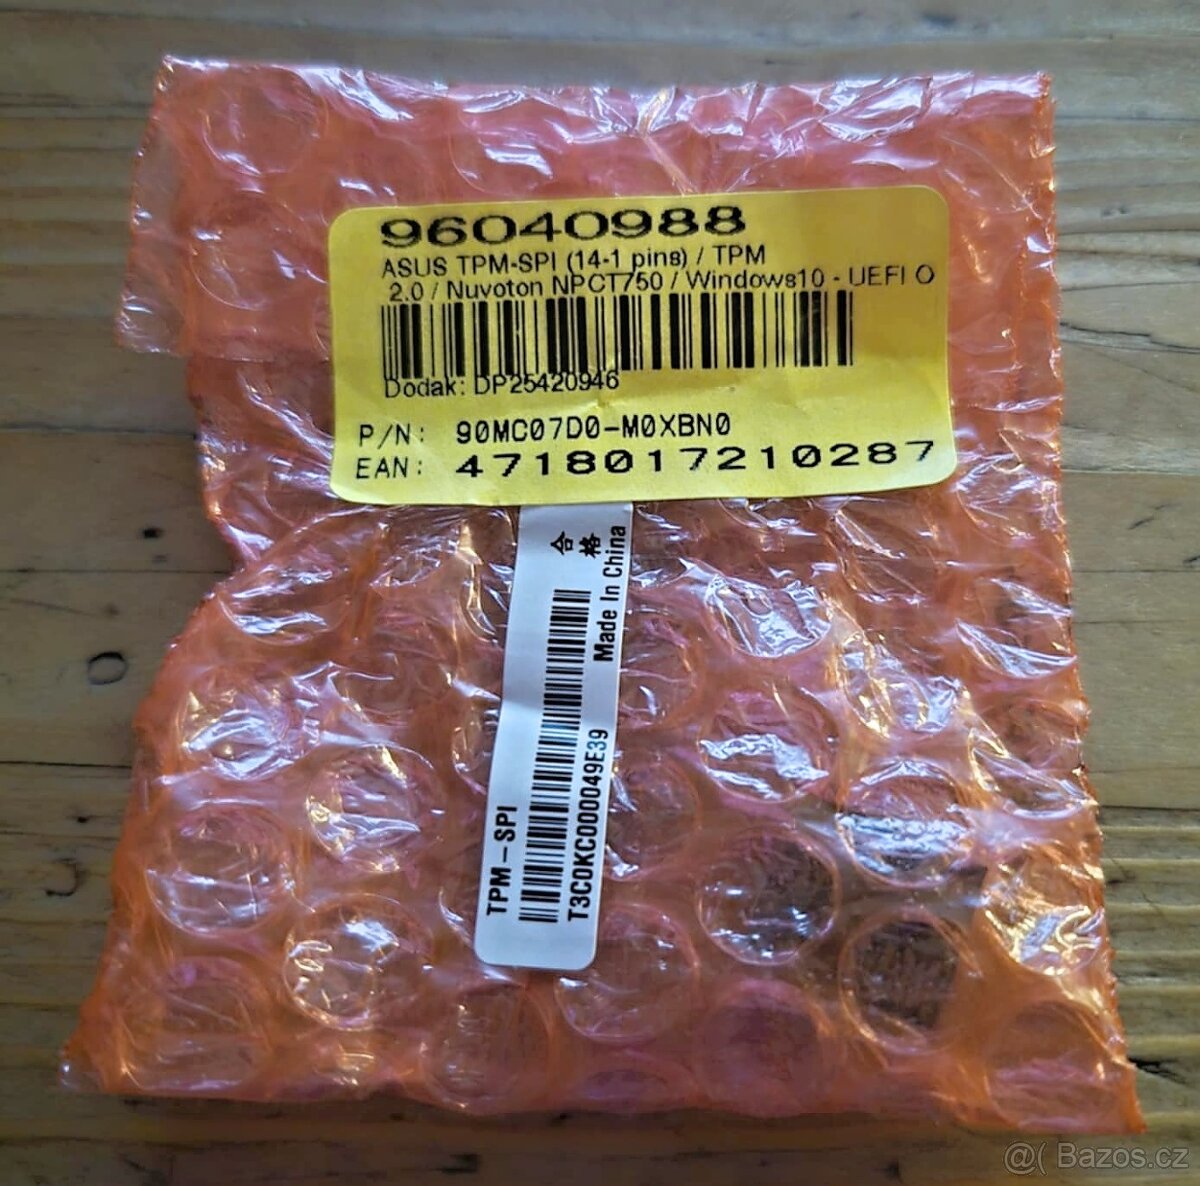 96040988
ASUS TPM-SPI (14-1 pins) / TPM
2.0 / Nuvoton NPCT750 / Windows10 - UEFI O
Dodak: DP25420946
P/N: 90MC07D0-M0XBN0
EAN: 4718017210287
合格
Made In China
TPM-SPI
T3C0KC000049E39
@( Bazos.cz